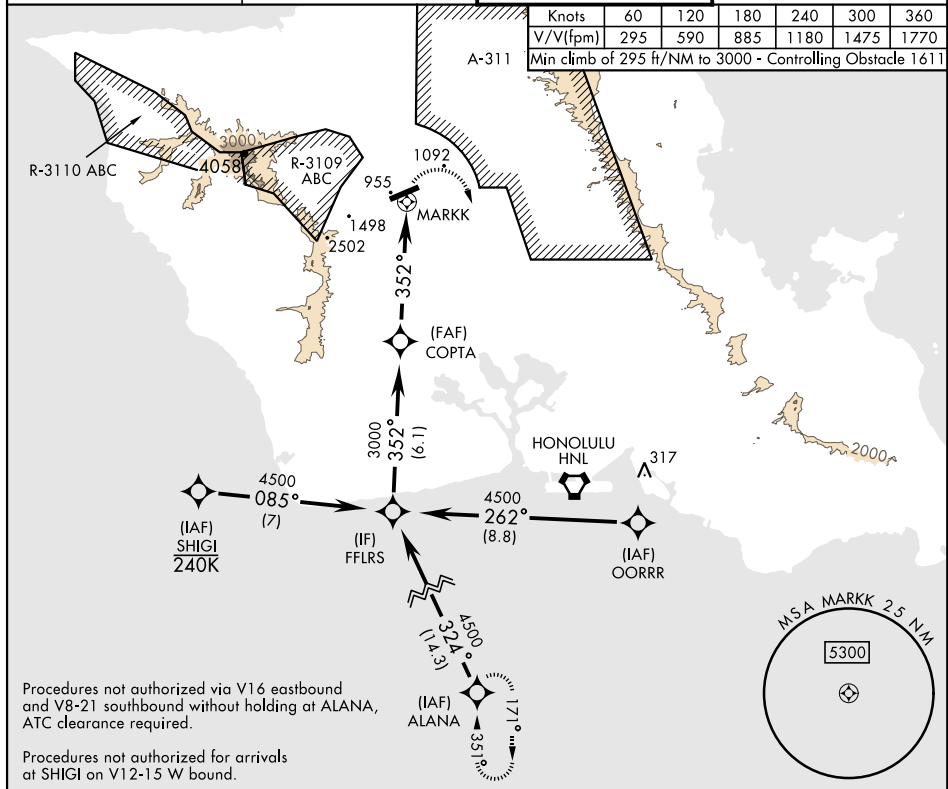 Knots 60 120 180 240 300 360
V/V(fpm) 295 590 885 1180 1475 1770
Min climb of 295 ft/NM to 3000 - Controlling Obstacle 1611
A-311
3000
R-3110 ABC
4058
R-3109
ABC
1092
955
MARKK
1498
2502
352°
(FAF)
COPTA
3000
352°
(6.1)
HONOLULU
HNL
317
2000
4500
085°
(7)
4500
262°
(8.8)
(IAF)
SHIGI
240K
(IF)
FFLRS
(IAF)
OORRR
4500
324°
(14.3)
MSA MARKK 25 NM
5300
(IAF)
ALANA
171°
351°
Procedures not authorized via V16 eastbound
and V8-21 southbound without holding at ALANA,
ATC clearance required.
Procedures not authorized for arrivals
at SHIGI on V12-15 W bound.